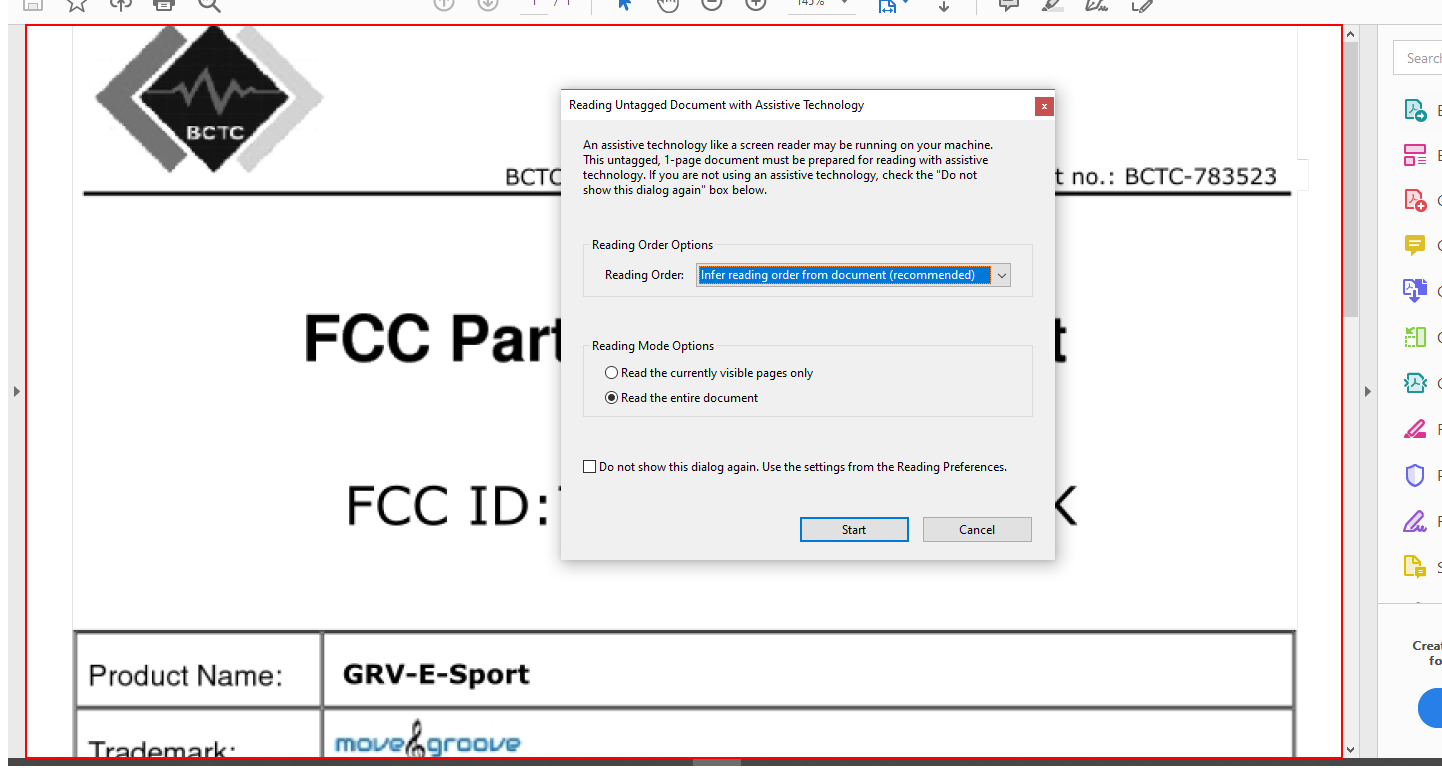 145%
BCTC
BCTC
t no.: BCTC-783523
FCC Part
t
FCC ID:
K
Product Name:
GRV-E-Sport
Trademark:
move groove
Reading Untagged Document with Assistive Technology
An assistive technology like a screen reader may be running on your machine.
This untagged, 1-page document must be prepared for reading with assistive
technology. If you are not using an assistive technology, check the "Do not
show this dialog again" box below.
Reading Order Options
Reading Order: Infer reading order from document (recommended)
Reading Mode Options
Read the currently visible pages only
Read the entire document
Do not show this dialog again. Use the settings from the Reading Preferences.
Start Cancel
Search
Creat
fo